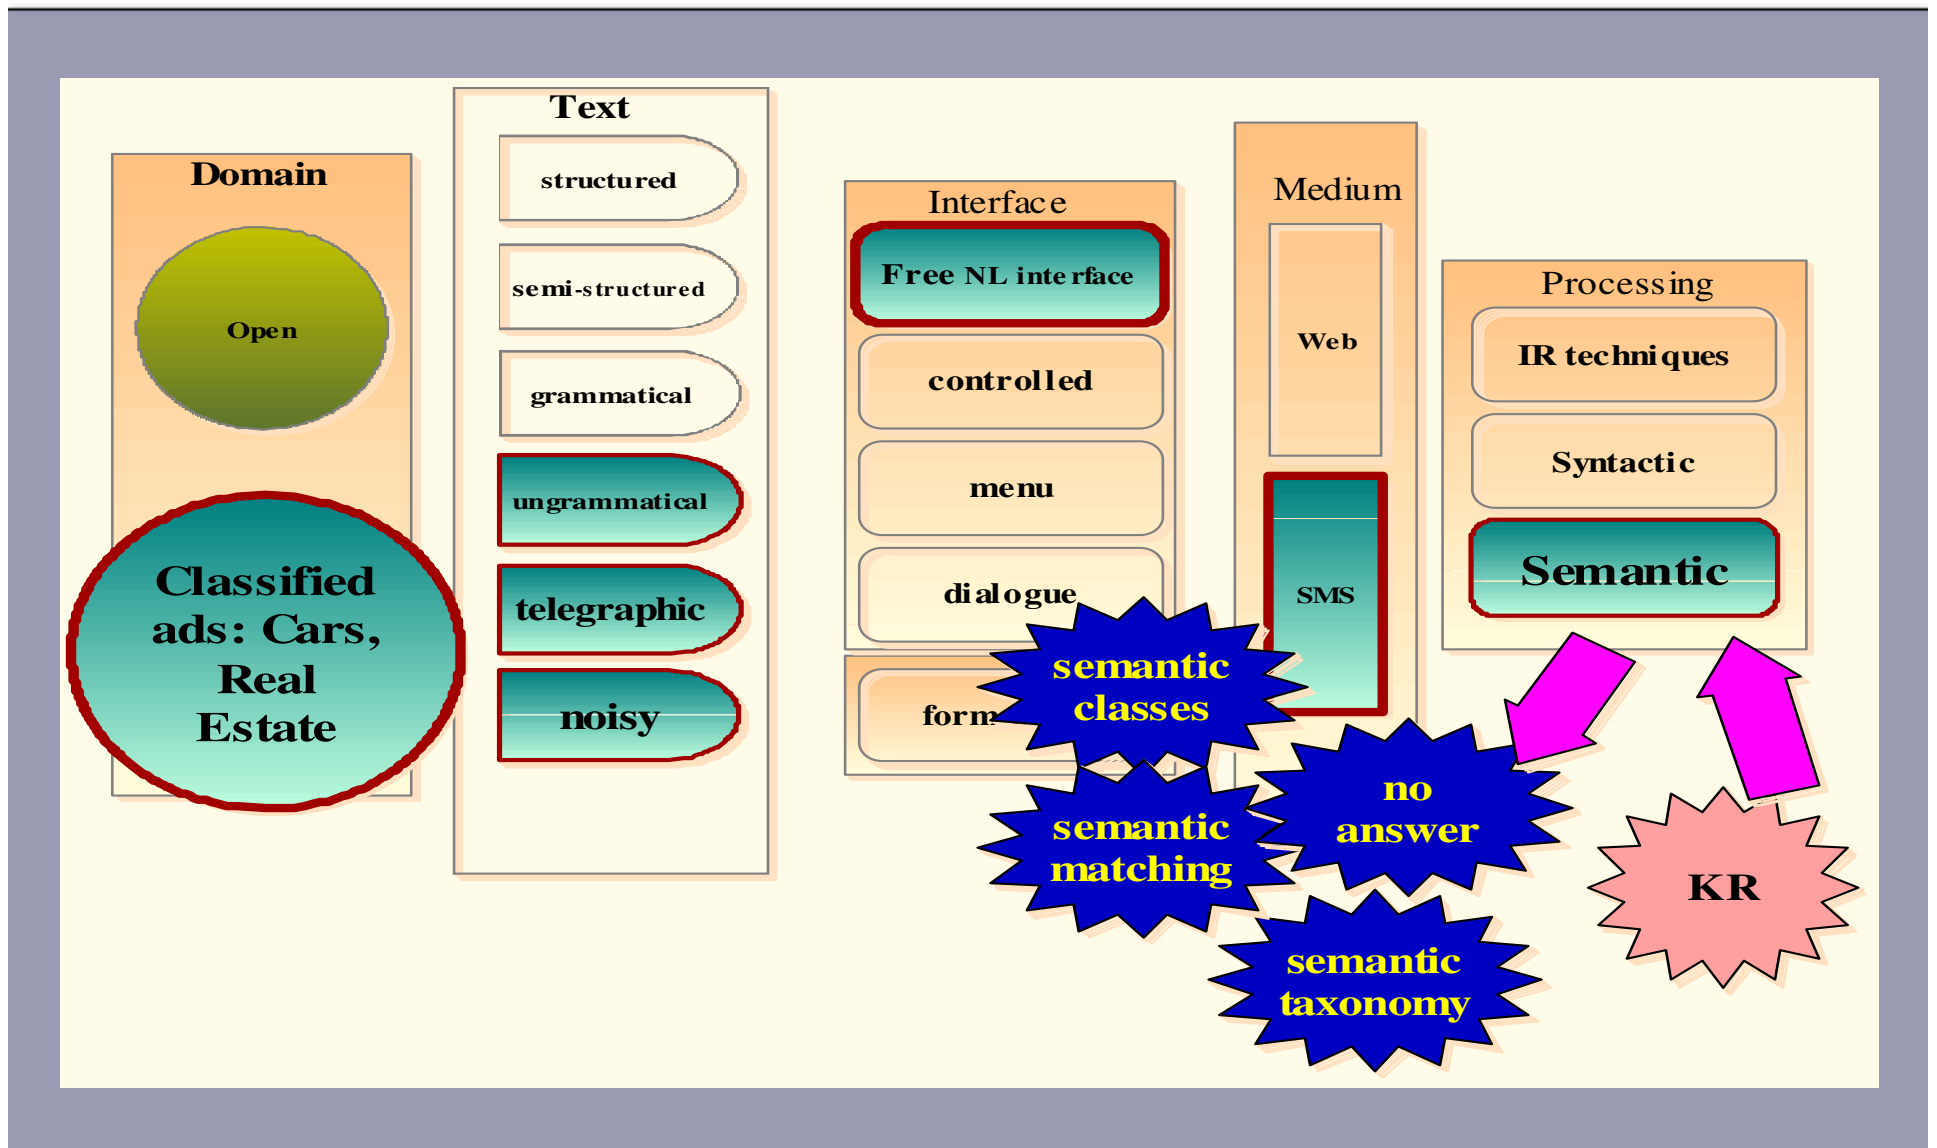 Domain
Open
Classified
ads: Cars,
Real
Estate
Text
structured
semi-structured
grammatical
ungrammatical
telegraphic
noisy
Interface
Free NL interface
controlled
menu
dialogue
form
semantic
classes
semantic
matching
Medium
Web
SMS
no
answer
semantic
taxonomy
Processing
IR techniques
Syntactic
Semantic
KR